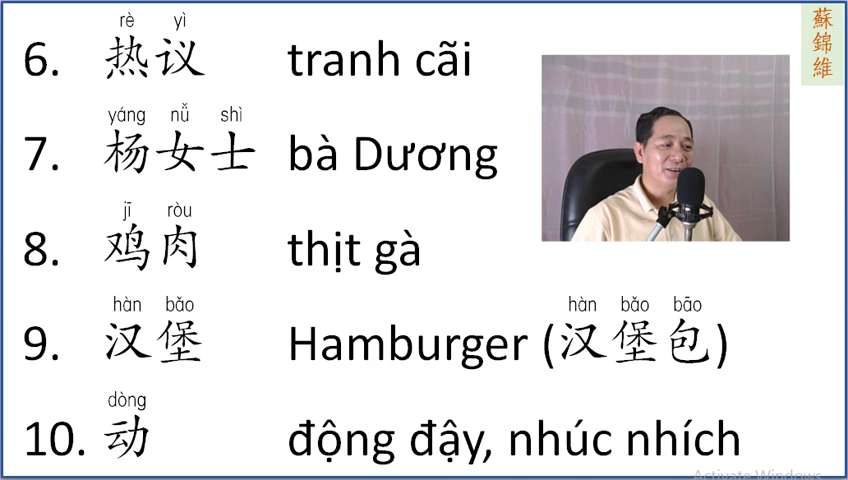 rè yì
6. 热议 tranh cãi
yáng nǚ shì
7. 杨女士 bà Dương
jī ròu
8. 鸡肉 thịt gà
hàn bǎo hàn bǎo bāo
9. 汉堡 Hamburger (汉堡包)
dòng
10. 动 động đậy, nhúc nhích
蘇錦維
Activate Windows